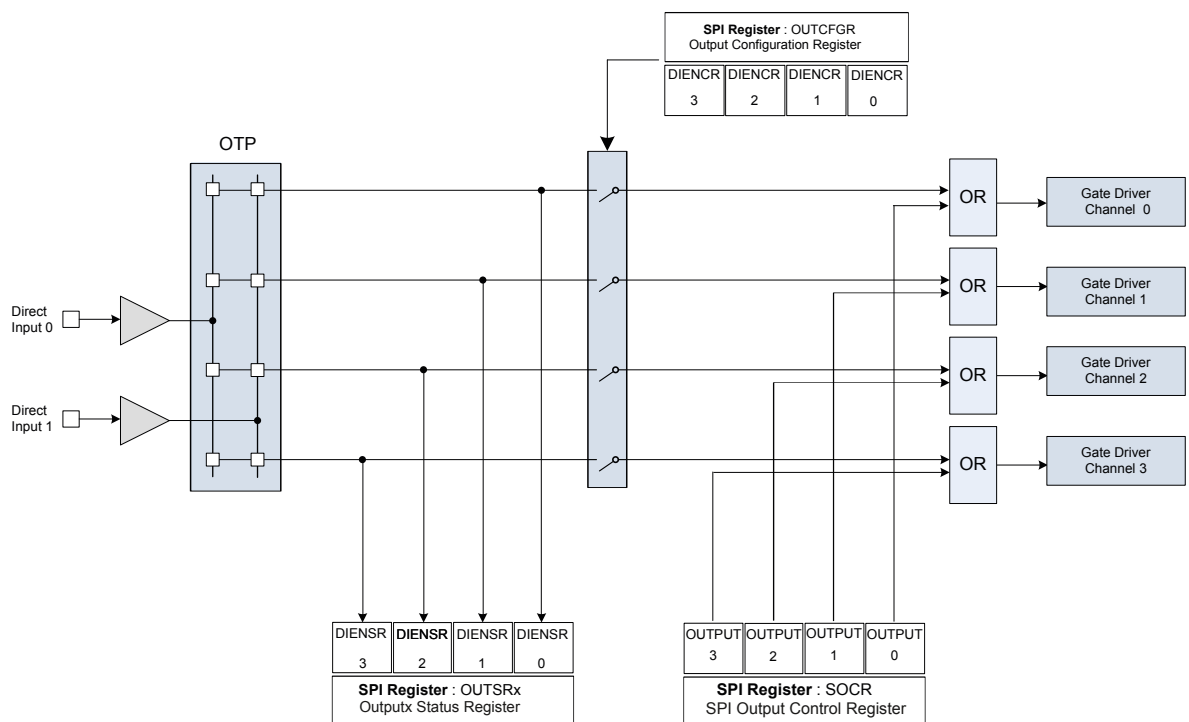 SPI Register : OUTCFGR
Output Configuration Register
DIENCR DIENCR DIENCR DIENCR
3 2 1 0
OTP
OR
Gate Driver
Channel 0
OR
Gate Driver
Channel 1
Direct
Input 0
OR
Gate Driver
Channel 2
Direct
Input 1
OR
Gate Driver
Channel 3
DIENSR DIENSR DIENSR DIENSR
3 2 1 0
SPI Register : OUTSRx
Outputx Status Register
OUTPUT OUTPUT OUTPUT OUTPUT
3 2 1 0
SPI Register : SOCR
SPI Output Control Register